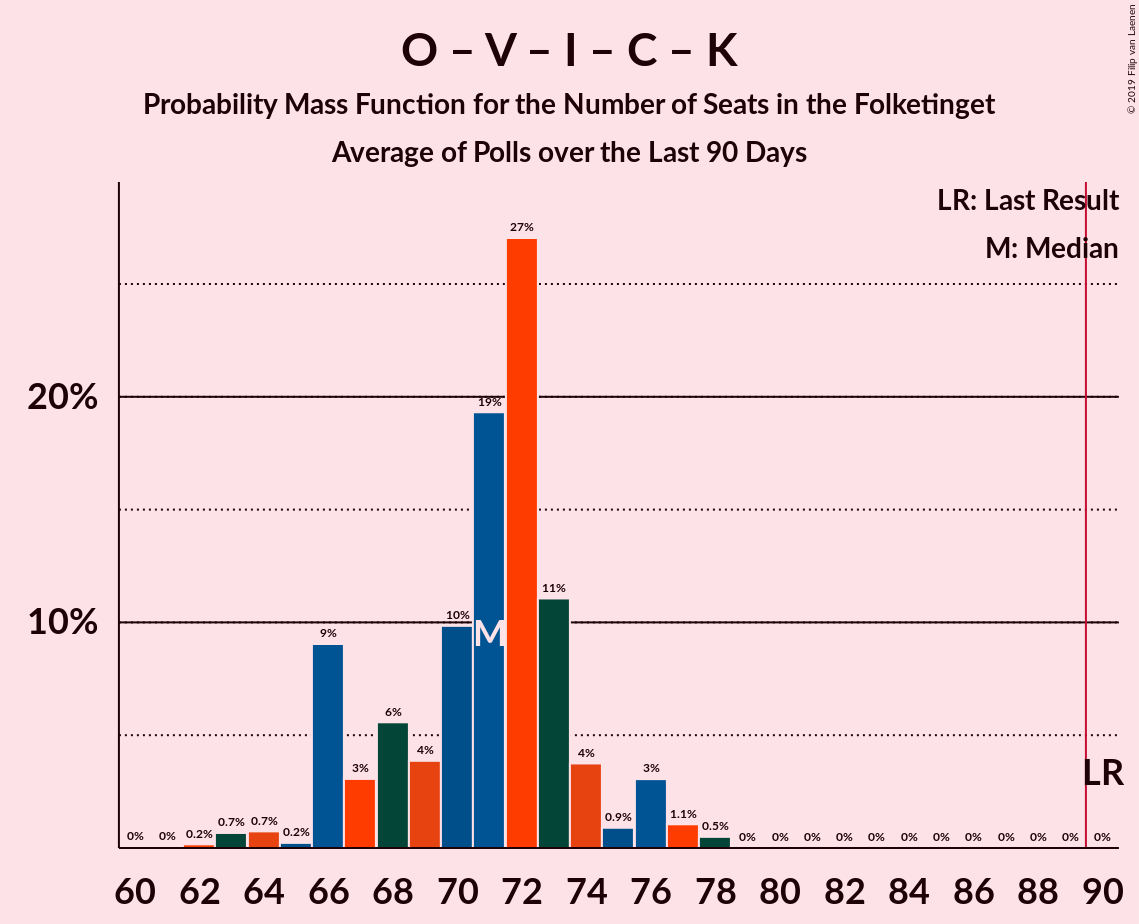 O – V – I – C – K
Probability Mass Function for the Number of Seats in the Folketinget
Average of Polls over the Last 90 Days
© 2019 Filip van Laenen
LR: Last Result
M: Median
20%
10%
0% 0% 0.2% 0.7% 0.7% 0.2% 9% 3% 6% 4% 10% 19% 27% 11% 4% 0.9% 3% 1.1% 0.5% 0% 0% 0% 0% 0% 0% 0% 0% 0% 0% 0% 0%
M
LR
60 62 64 66 68 70 72 74 76 78 80 82 84 86 88 90